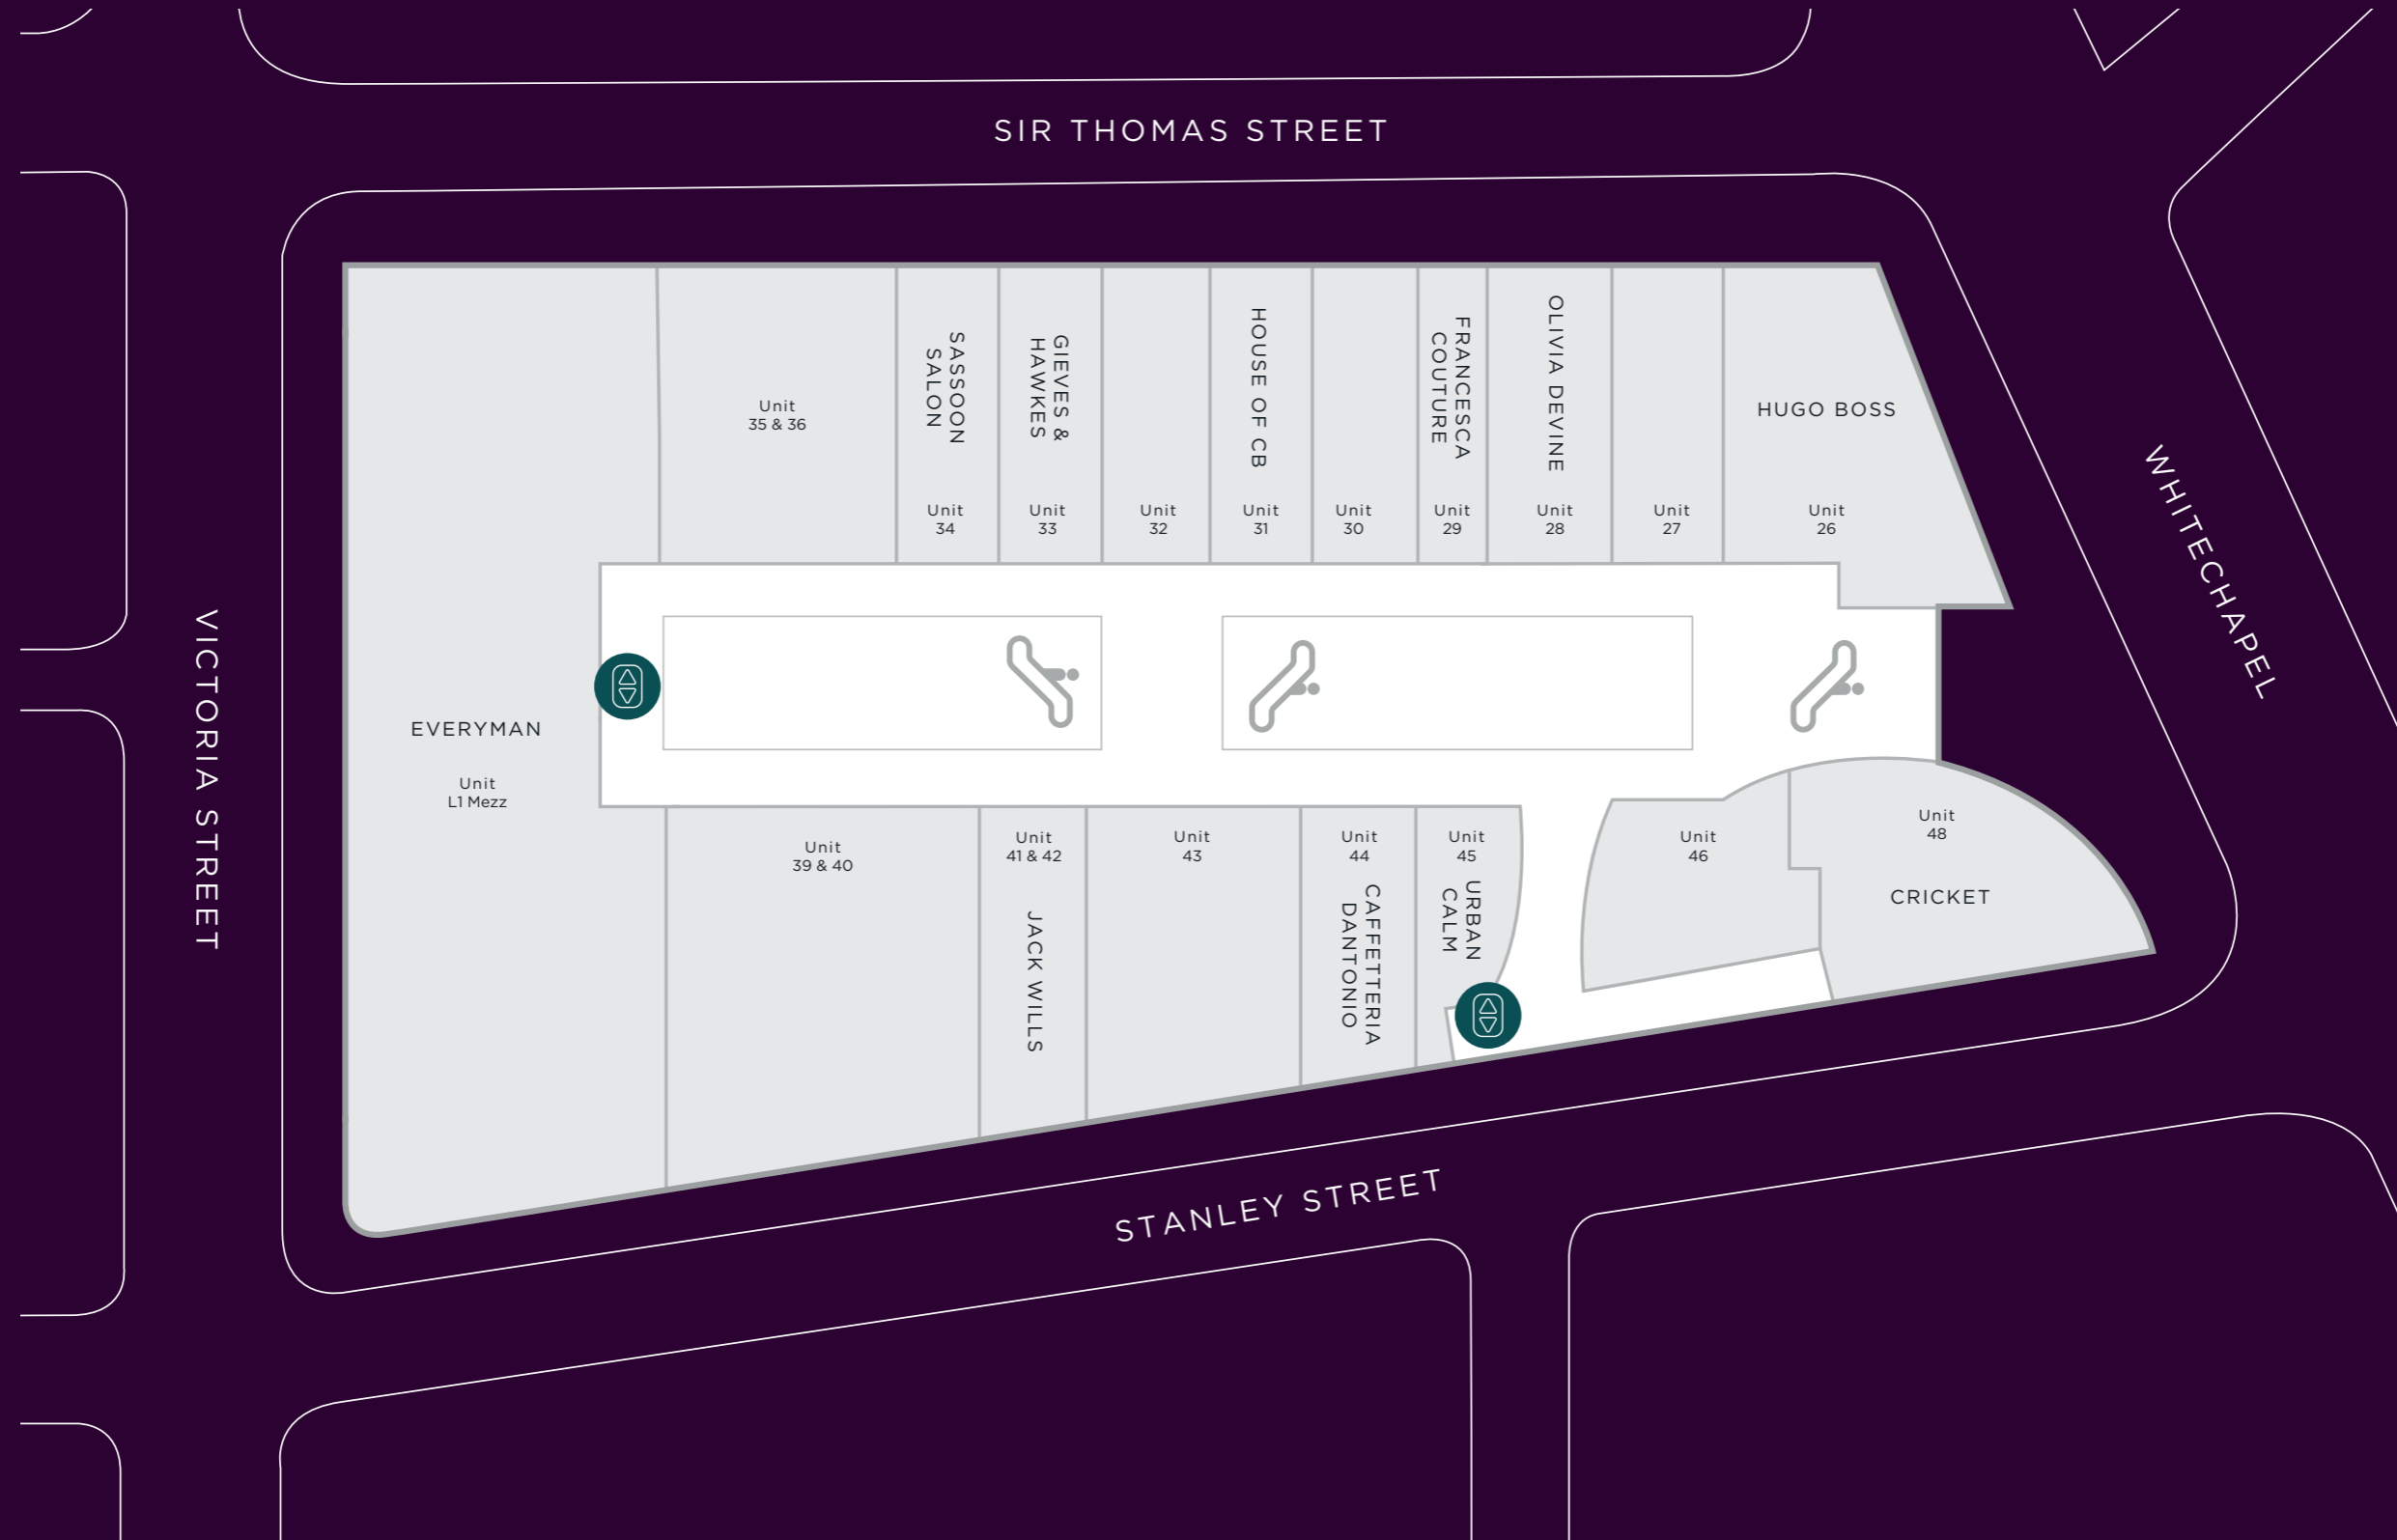 SIR THOMAS STREET
WHITECHAPEL
VICTORIA STREET
STANLEY STREET
EVERYMAN
Unit
L1 Mezz
Unit
35 & 36
SASSOON
SALON
Unit
34
GIEVES &
HAWKES
Unit
33
Unit
32
HOUSE OF CB
Unit
31
Unit
30
FRANCESCA
COUTURE
Unit
29
OLIVIA DEVINE
Unit
28
Unit
27
HUGO BOSS
Unit
26
Unit
39 & 40
Unit
41 & 42
JACK WILLS
Unit
43
Unit
44
CAFFETTERIA
DANTONIO
Unit
45
URBAN
CALM
Unit
46
Unit
48
CRICKET